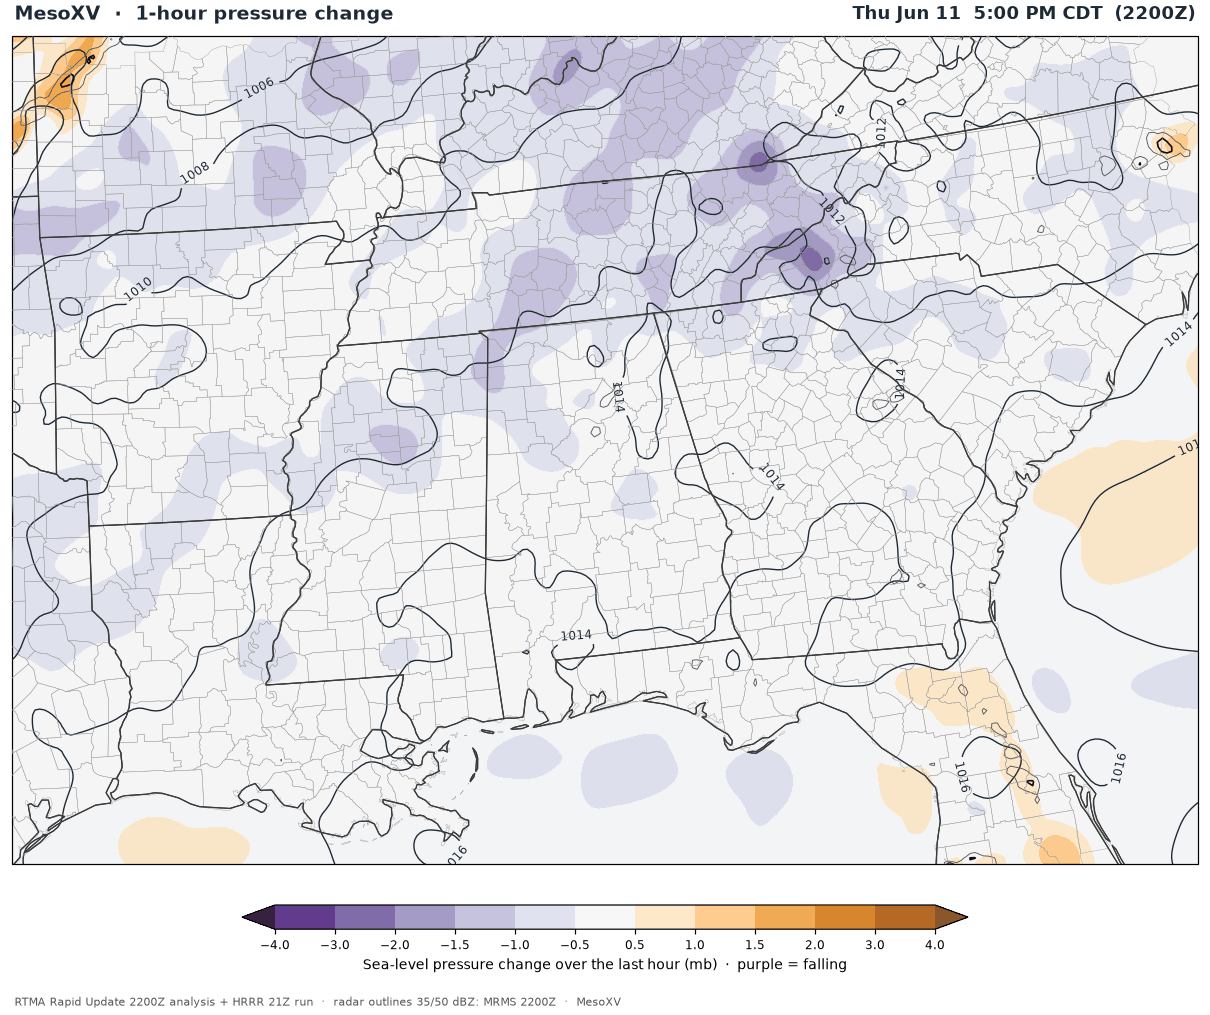 MesoXV · 1-hour pressure change
Thu Jun 11 5:00 PM CDT (2200Z)
1006
1012
1008
1012
1010
1014
1014
1014
101
1014
1014
1016
1016
016
−4.0 −3.0 −2.0 −1.5 −1.0 −0.5 0.5 1.0 1.5 2.0 3.0 4.0
Sea-level pressure change over the last hour (mb) · purple = falling
RTMA Rapid Update 2200Z analysis + HRRR 21Z run · radar outlines 35/50 dBZ: MRMS 2200Z · MesoXV